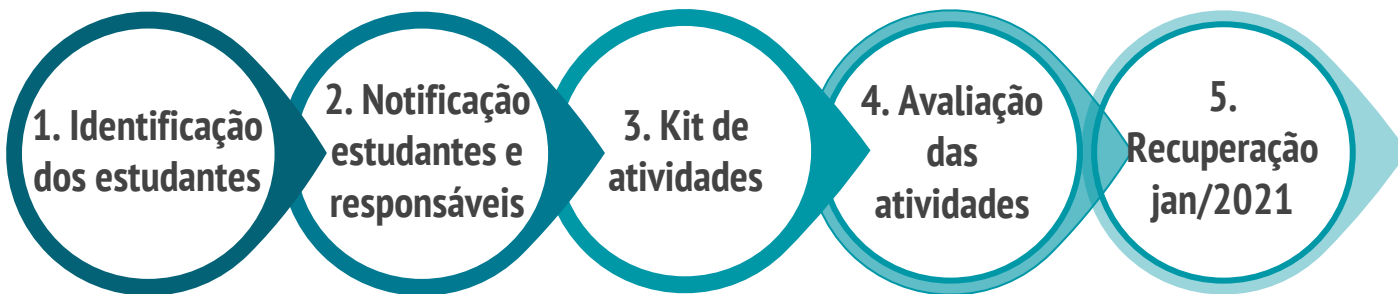 1. Identificação
dos estudantes
2. Notificação
estudantes e
responsáveis
3. Kit de
atividades
4. Avaliação
das
atividades
5.
Recuperação
jan/2021